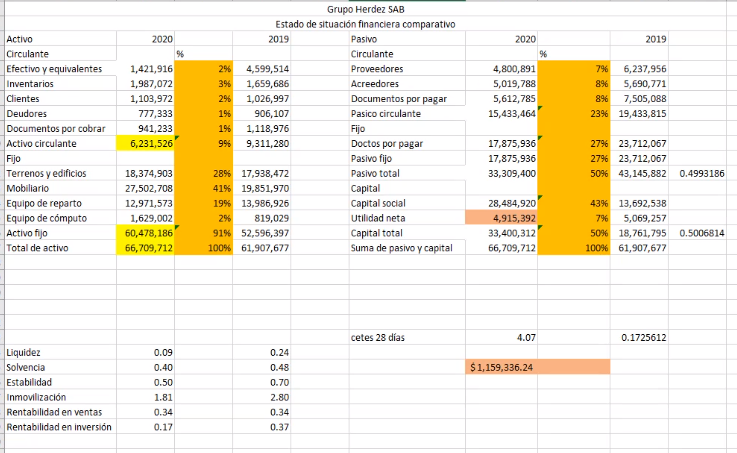 Grupo Herdez SAB
Estado de situación financiera comparativo
Activo 2020 2019 Pasivo 2020 2019
Circulante % Circulante %
Efectivo y equivalentes 1,421,916 2% 4,599,514 Proveedores 4,800,891 7% 6,237,956
Inventarios 1,987,072 3% 1,659,686 Acreedores 5,019,788 8% 5,690,771
Clientes 1,103,972 2% 1,026,997 Documentos por pagar 5,612,785 8% 7,505,088
Deudores 777,333 1% 906,107 Pasico circulante 15,433,464 23% 19,433,815
Documentos por cobrar 941,233 1% 1,118,976 Fijo
Activo circulante 6,231,526 9% 9,311,280 Doctos por pagar 17,875,936 27% 23,712,067
Fijo Pasivo fijo 17,875,936 27% 23,712,067
Terrenos y edificios 18,374,903 28% 17,938,472 Pasivo total 33,309,400 50% 43,145,882 0.4993186
Mobiliario 27,502,708 41% 19,851,970 Capital
Equipo de reparto 12,971,573 19% 13,986,926 Capital social 28,484,920 43% 13,692,538
Equipo de cómputo 1,629,002 2% 819,029 Utilidad neta 4,915,392 7% 5,069,257
Activo fijo 60,478,186 91% 52,596,397 Capital total 33,400,312 50% 18,761,795 0.5006814
Total de activo 66,709,712 100% 61,907,677 Suma de pasivo y capital 66,709,712 100% 61,907,677
cetes 28 días 4.07 0.1725612
Liquidez 0.09 0.24
Solvencia 0.40 0.48 $1,159,336.24
Estabilidad 0.50 0.70
Inmovilización 1.81 2.80
Rentabilidad en ventas 0.34 0.34
Rentabilidad en inversión 0.17 0.37